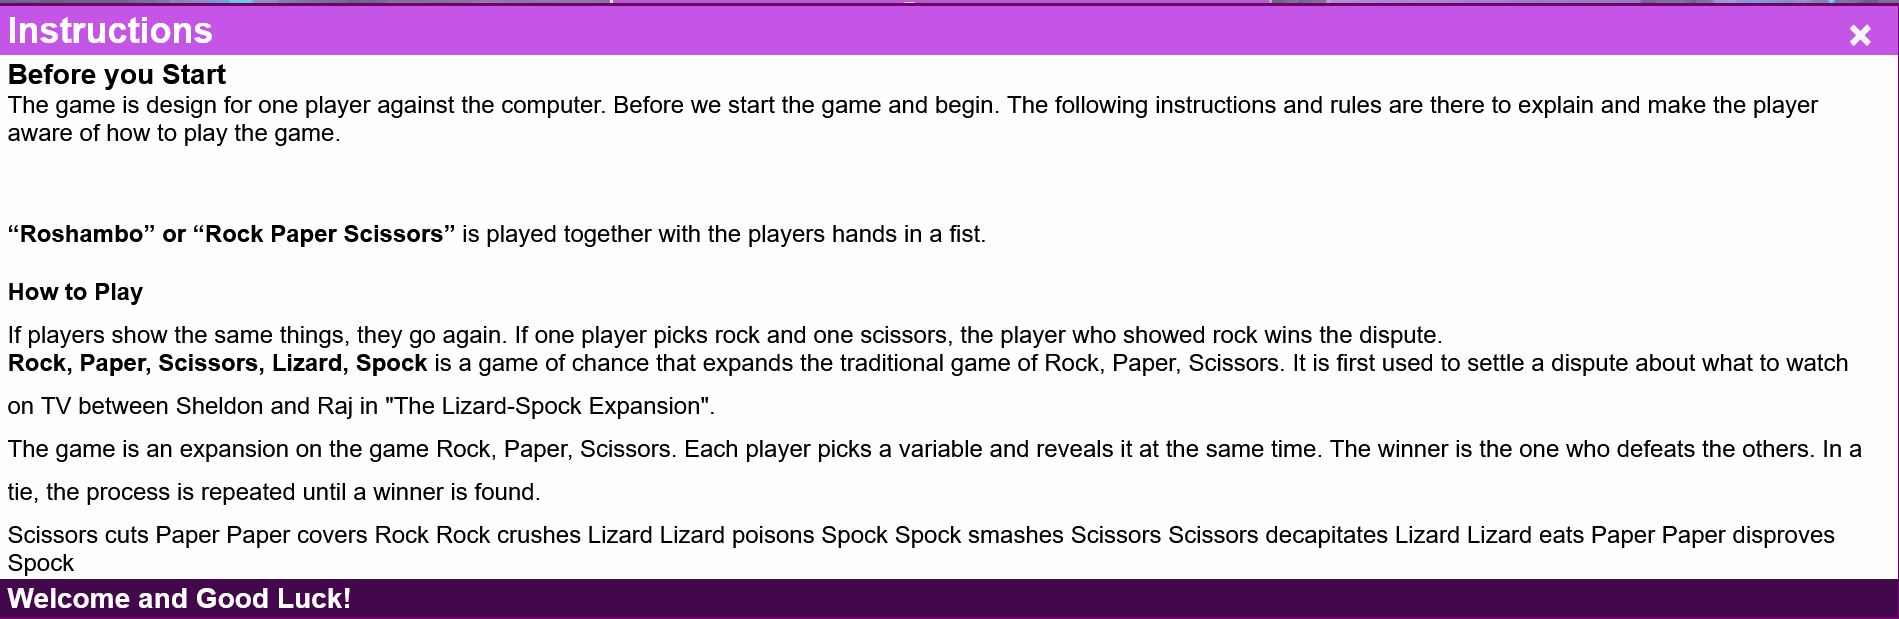 Instructions
Before you Start
The game is design for one player against the computer. Before we start the game and begin. The following instructions and rules are there to explain and make the player
aware of how to play the game.
“Roshambo” or “Rock Paper Scissors” is played together with the players hands in a fist.
How to Play
If players show the same things, they go again. If one player picks rock and one scissors, the player who showed rock wins the dispute.
Rock, Paper, Scissors, Lizard, Spock is a game of chance that expands the traditional game of Rock, Paper, Scissors. It is first used to settle a dispute about what to watch
on TV between Sheldon and Raj in "The Lizard-Spock Expansion".
The game is an expansion on the game Rock, Paper, Scissors. Each player picks a variable and reveals it at the same time. The winner is the one who defeats the others. In a
tie, the process is repeated until a winner is found.
Scissors cuts Paper Paper covers Rock Rock crushes Lizard Lizard poisons Spock Spock smashes Scissors Scissors decapitates Lizard Lizard eats Paper Paper disproves
Spock
Welcome and Good Luck!